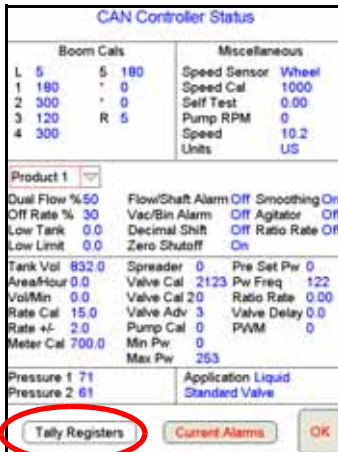 CAN Controller Status
Boom Cals
Miscellaneous
L 5 5 180
1 180 * 0
2 300 * 0
3 120 R 5
4 300
Speed Sensor Wheel
Speed Cal 1000
Self Test 0.00
Pump RPM 0
Speed 10.2
Units US
Product 1
Dual Flow % 50 Flow/Shaft Alarm Off Smoothing On
Off Rate % 30 Vac/Bin Alarm Off Agitator Off
Low Tank 0.0 Decimal Shift Off Ratio Rate Off
Low Limit 0.0 Zero Shutoff On
Tank Vol 832.0 Spreader 0 Pre Set Pw 0
Area/Hour 0.0 Valve Cal 2123 Pw Freq 122
Vol/Min 0.0 Valve Cal 2 0 Ratio Rate 0.00
Rate Cal 15.0 Valve Adv 3 Valve Delay 0.0
Rate +/- 2.0 Pump Cal 0 PWM 0
Meter Cal 700.0 Min Pw 0
Max Pw 253
Pressure 1 71 Application Liquid
Pressure 2 61 Standard Valve
Tally Registers Current Alarms OK